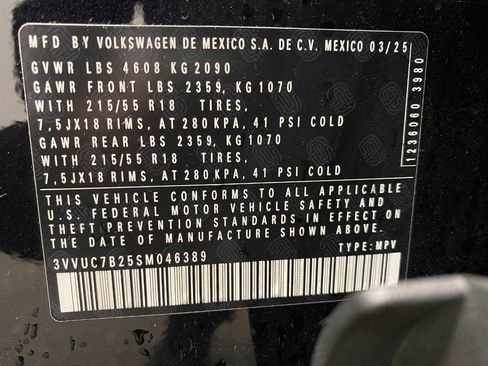 MFD BY VOLKSWAGEN DE MEXICO S.A. DE C.V. MEXICO 03/25
GVWR LBS 4608 KG 2090
GAWR FRONT LBS 2359, KG 1070
WITH 215/55 R18 TIRES,
7,5JX18 RIMS, AT 280 KPA, 41 PSI COLD
GAWR REAR LBS 2359, KG 1070
WITH 215/55 R18 TIRES,
7,5JX18 RIMS, AT 280 KPA, 41 PSI COLD
THIS VEHICLE CONFORMS TO ALL APPLICABLE
U.S. FEDERAL MOTOR VEHICLE SAFETY AND
THEFT PREVENTION STANDARDS IN EFFECT ON
THE DATE OF MANUFACTURE SHOWN ABOVE.
3VVUC7B25SM046389
TYPE: MPV
1236060 3980